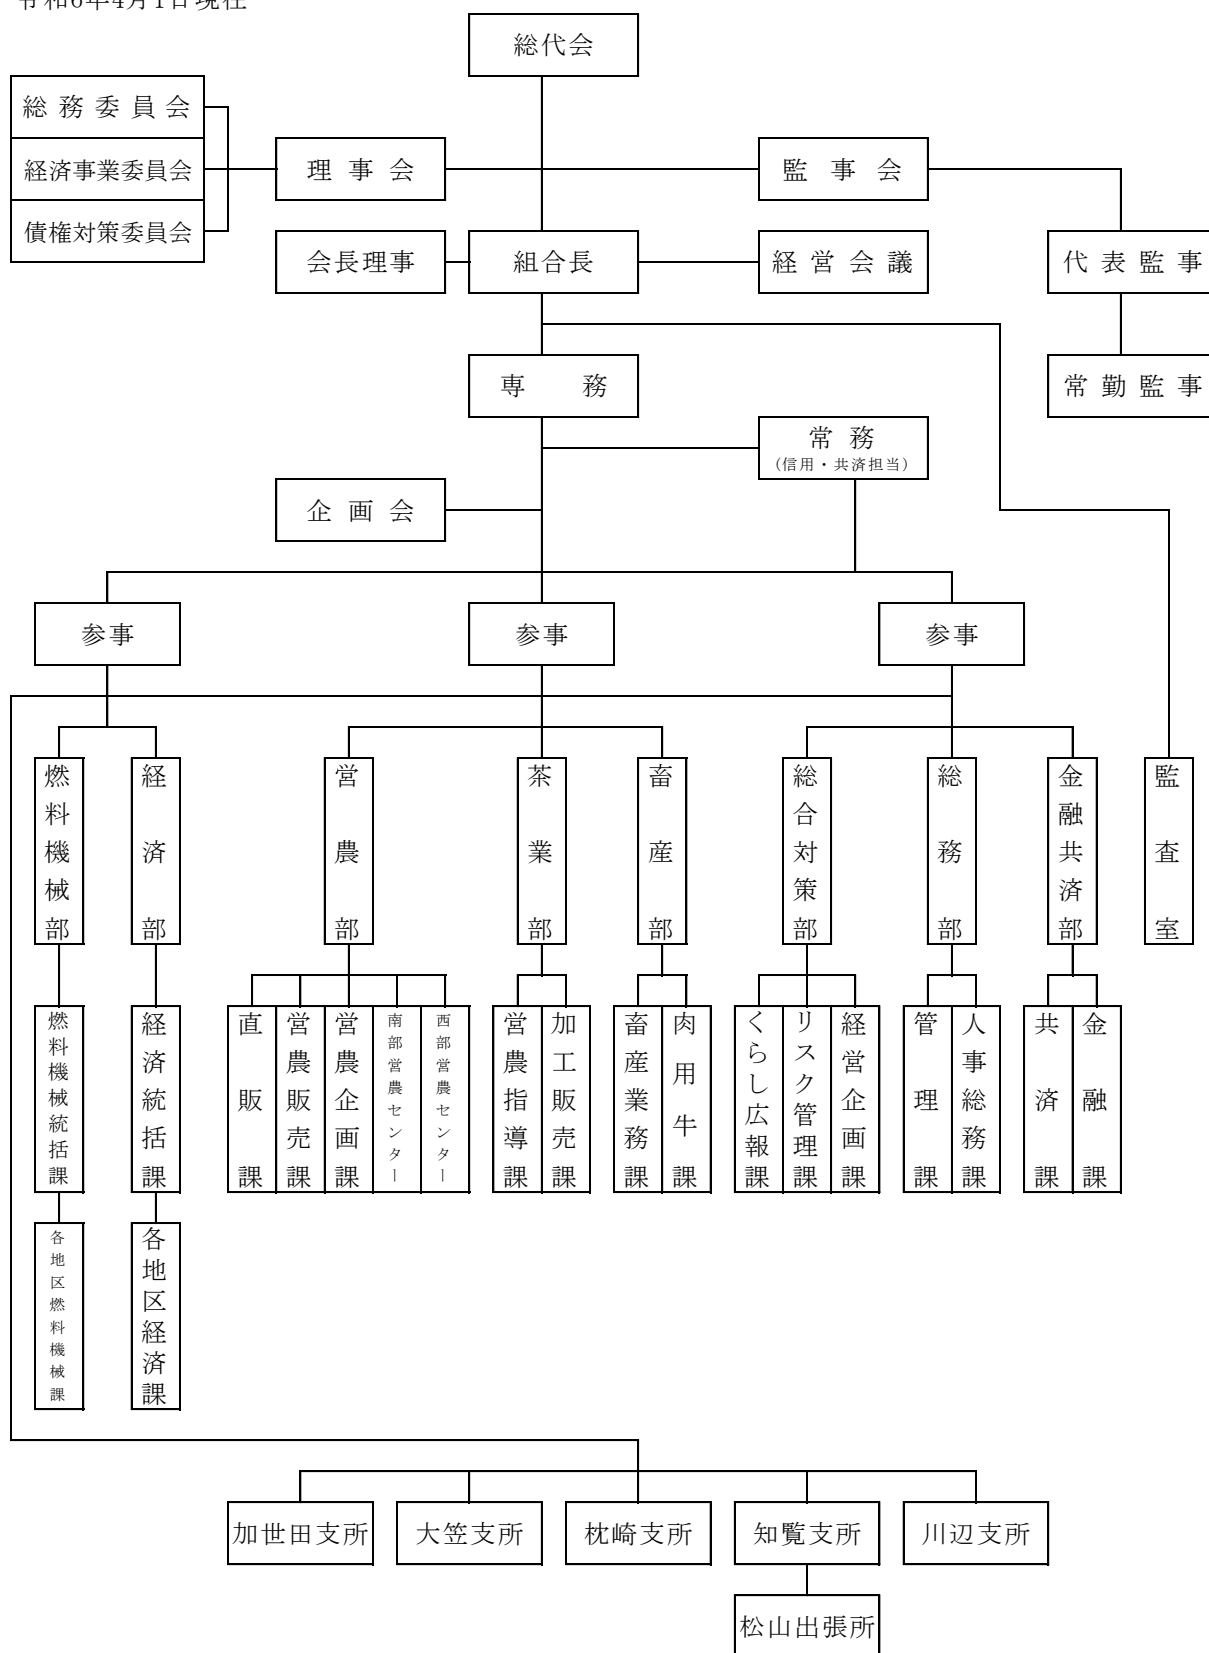 令和6年4月1日現在
総代会
総務委員会
経済事業委員会
債権対策委員会
理事会
監事会
会長理事
組合長
経営会議
代表監事
専務
常勤監事
常務
(信用・共済担当)
企画会
参事
参事
参事
燃料機械部
経済部
営農部
茶業部
畜産部
総合対策部
総務部
金融共済部
監査室
燃料機械統括課
経済統括課
直販課
営農販売課
営農企画課
南部営農センター
西部営農センター
営農指導課
加工販売課
畜産業務課
肉用牛課
くらし広報課
リスク管理課
経営企画課
管理課
人事総務課
共済課
金融課
各地区燃料機械課
各地区経済課
加世田支所
大笠支所
枕崎支所
知覧支所
川辺支所
松山出張所